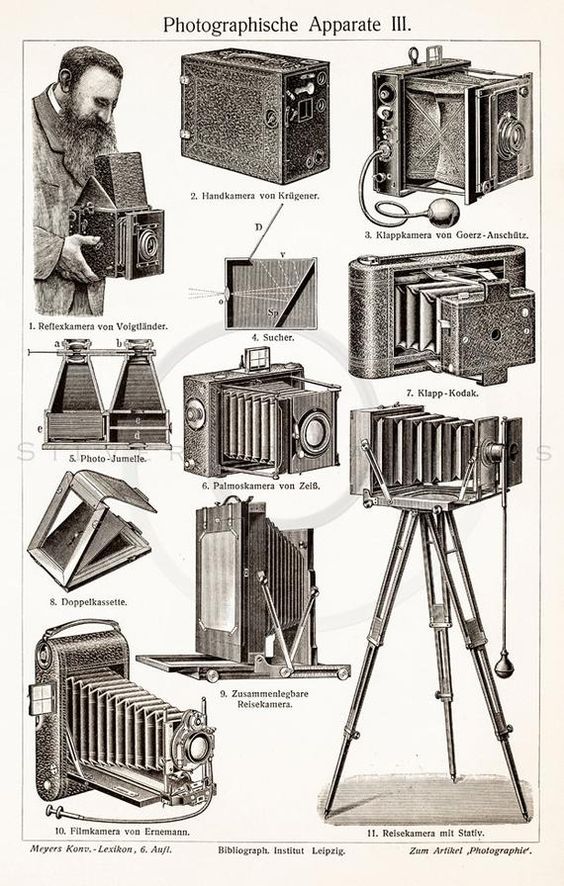 Photographische Apparate III.
1. Reflexkamera von Voigtländer.
2. Handkamera von Krügener.
3. Klappkamera von Goerz-Anschütz.
D
v
o
Sp
4. Sucher.
a
b
e
c
d
5. Photo-Jumelle.
6. Palmoskamera von Zeiß.
7. Klapp-Kodak.
8. Doppelkassette.
9. Zusammenlegbare
Reisekamera.
10. Filmkamera von Ernemann.
11. Reisekamera mit Stativ.
Meyers Konv.-Lexikon, 6. Aufl.
Bibliograph. Institut Leipzig.
Zum Artikel ‚Photographie‘.